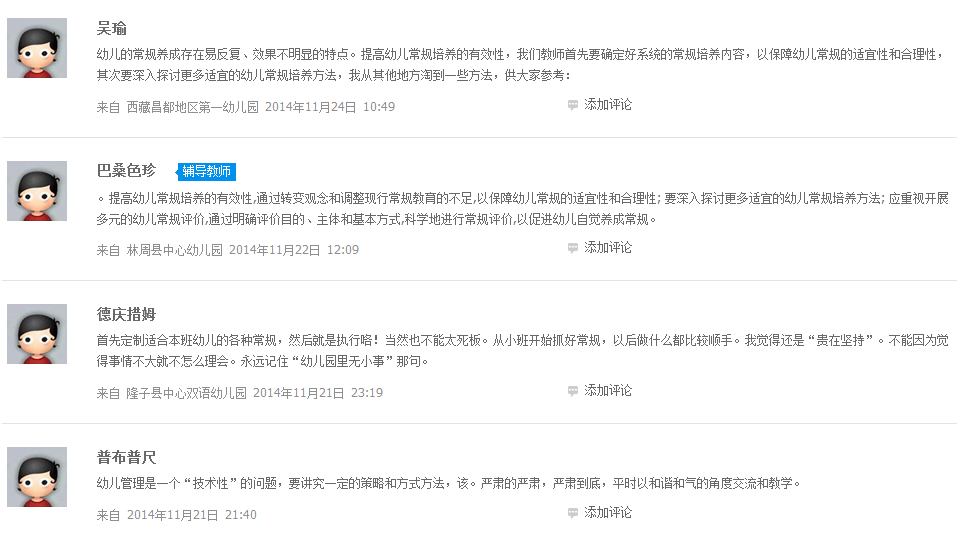 吴瑜
幼儿的常规养成存在易反复、效果不明显的特点。提高幼儿常规培养的有效性，我们教师首先要确定好系统的常规培养内容，以保障幼儿常规的适宜性和合理性，
其次要深入探讨更多适宜的幼儿常规培养方法，我从其他地方淘到一些方法，供大家参考：
来自 西藏昌都地区第一幼儿园 2014年11月24日 10:49 添加评论
巴桑色珍 辅导教师
。提高幼儿常规培养的有效性,通过转变观念和调整现行常规教育的不足,以保障幼儿常规的适宜性和合理性; 要深入探讨更多适宜的幼儿常规培养方法; 应重视开展
多元的幼儿常规评价,通过明确评价目的、主体和基本方式,科学地进行常规评价,以促进幼儿自觉养成常规。
来自 林周县中心幼儿园 2014年11月22日 12:09 添加评论
德庆措姆
首先定制适合本班幼儿的各种常规，然后就是执行咯！当然也不能太死板。从小班开始抓好常规，以后做什么都比较顺手。我觉得还是“贵在坚持”。不能因为觉
得事情不大就不怎么理会。永远记住“幼儿园里无小事”那句。
来自 隆子县中心双语幼儿园 2014年11月21日 23:19 添加评论
普布普尺
幼儿管理是一个“技术性”的问题，要讲究一定的策略和方式方法，该。严肃的严肃，严肃到底，平时以和谐和气的角度交流和教学。
来自 2014年11月21日 21:40 添加评论